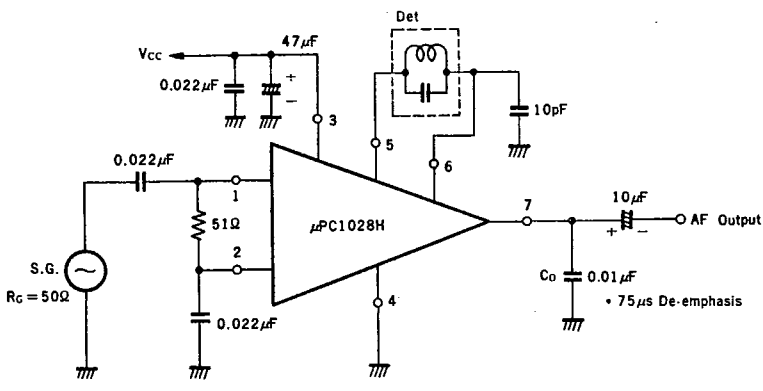 Det
Vcc
47μF
0.022μF
+
−
3
5
6
10pF
0.022μF
1
51Ω
μPC1028H
7
10μF
+ −
AF Output
2
S.G.
RG=50Ω
0.022μF
4
Co
0.01μF
• 75μs De-emphasis